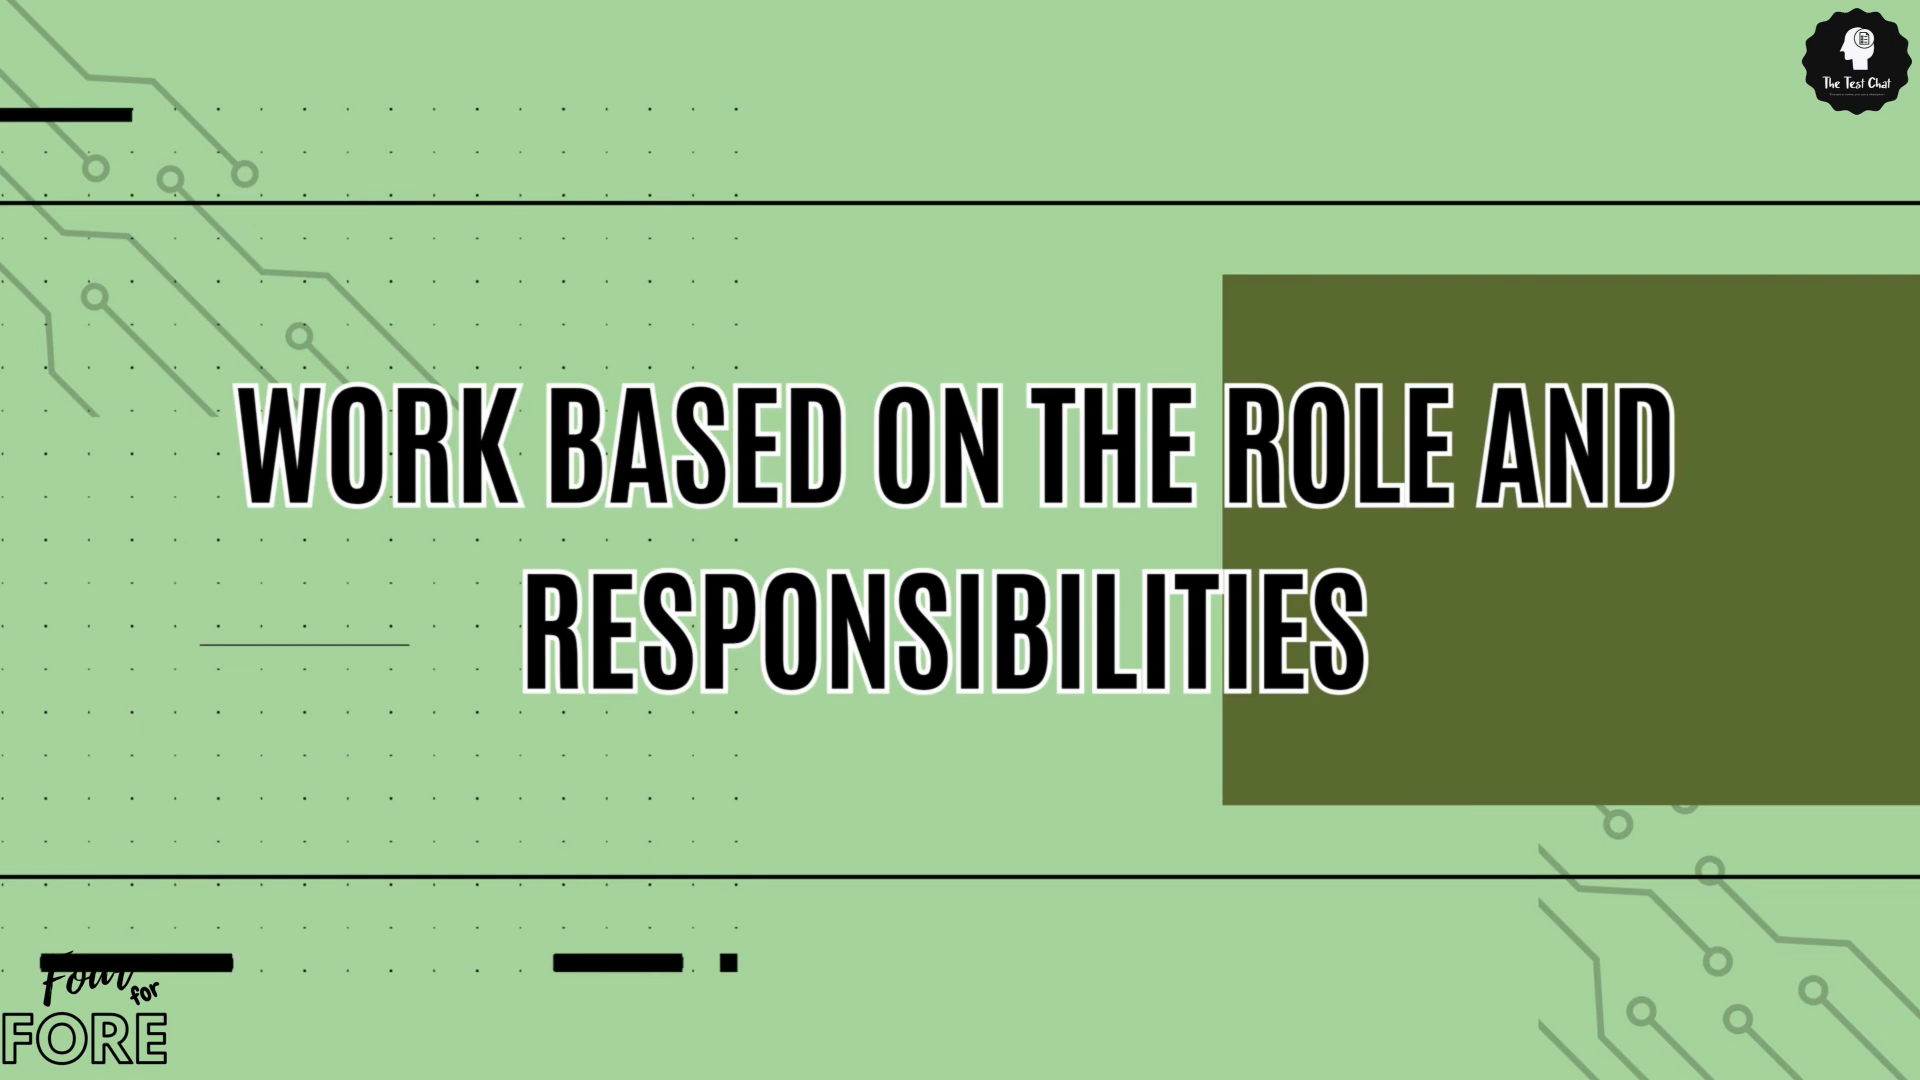 The Test Chat
WORK BASED ON THE ROLE AND
RESPONSIBILITIES
Four
for
FORE